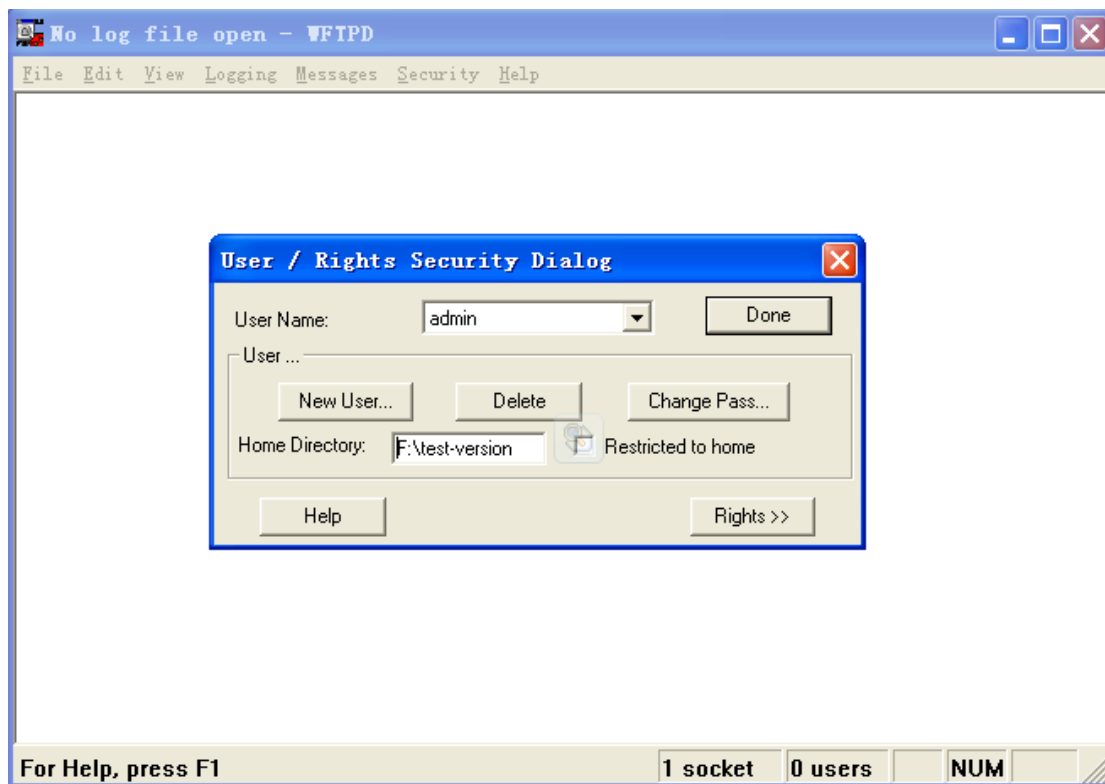 No log file open - WFTPD
File Edit View Logging Messages Security Help
User / Rights Security Dialog
User Name: admin Done
User ...
New User... Delete Change Pass...
Home Directory: F:\test-version Restricted to home
Help Rights >>
For Help, press F1 1 socket 0 users NUM